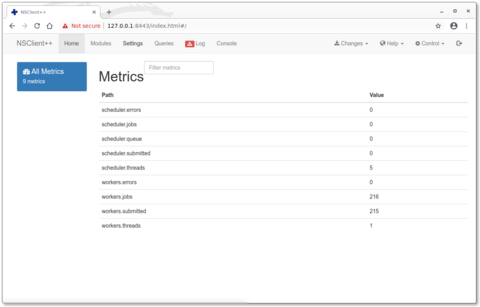 NSClient++
Not secure | 127.0.0.1:8443/index.html#/
NSClient++ Home Modules Settings Queries Log Console Changes Help Control
All Metrics
9 metrics
Metrics
Filter metrics
Path Value
scheduler.errors 0
scheduler.jobs 0
scheduler.queue 0
scheduler.submitted 0
scheduler.threads 5
workers.errors 0
workers.jobs 216
workers.submitted 215
workers.threads 1